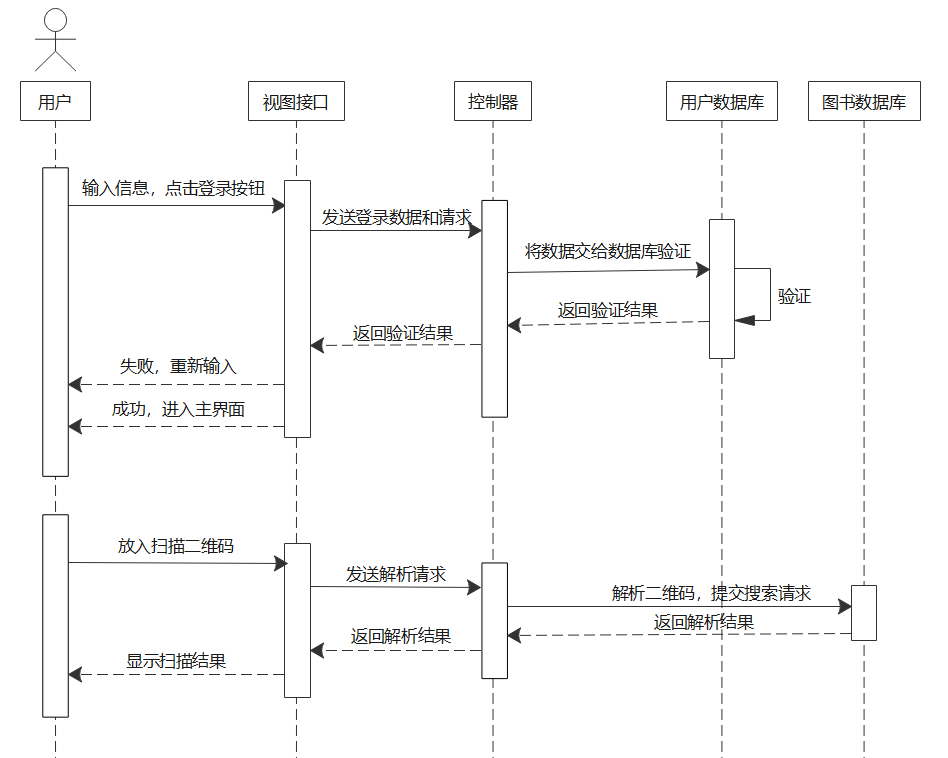 用户
视图接口
控制器
用户数据库
图书数据库
输入信息，点击登录按钮
发送登录数据和请求
将数据交给数据库验证
验证
返回验证结果
返回验证结果
失败，重新输入
成功，进入主界面
放入扫描二维码
发送解析请求
解析二维码，提交搜索请求
返回解析结果
返回解析结果
显示扫描结果